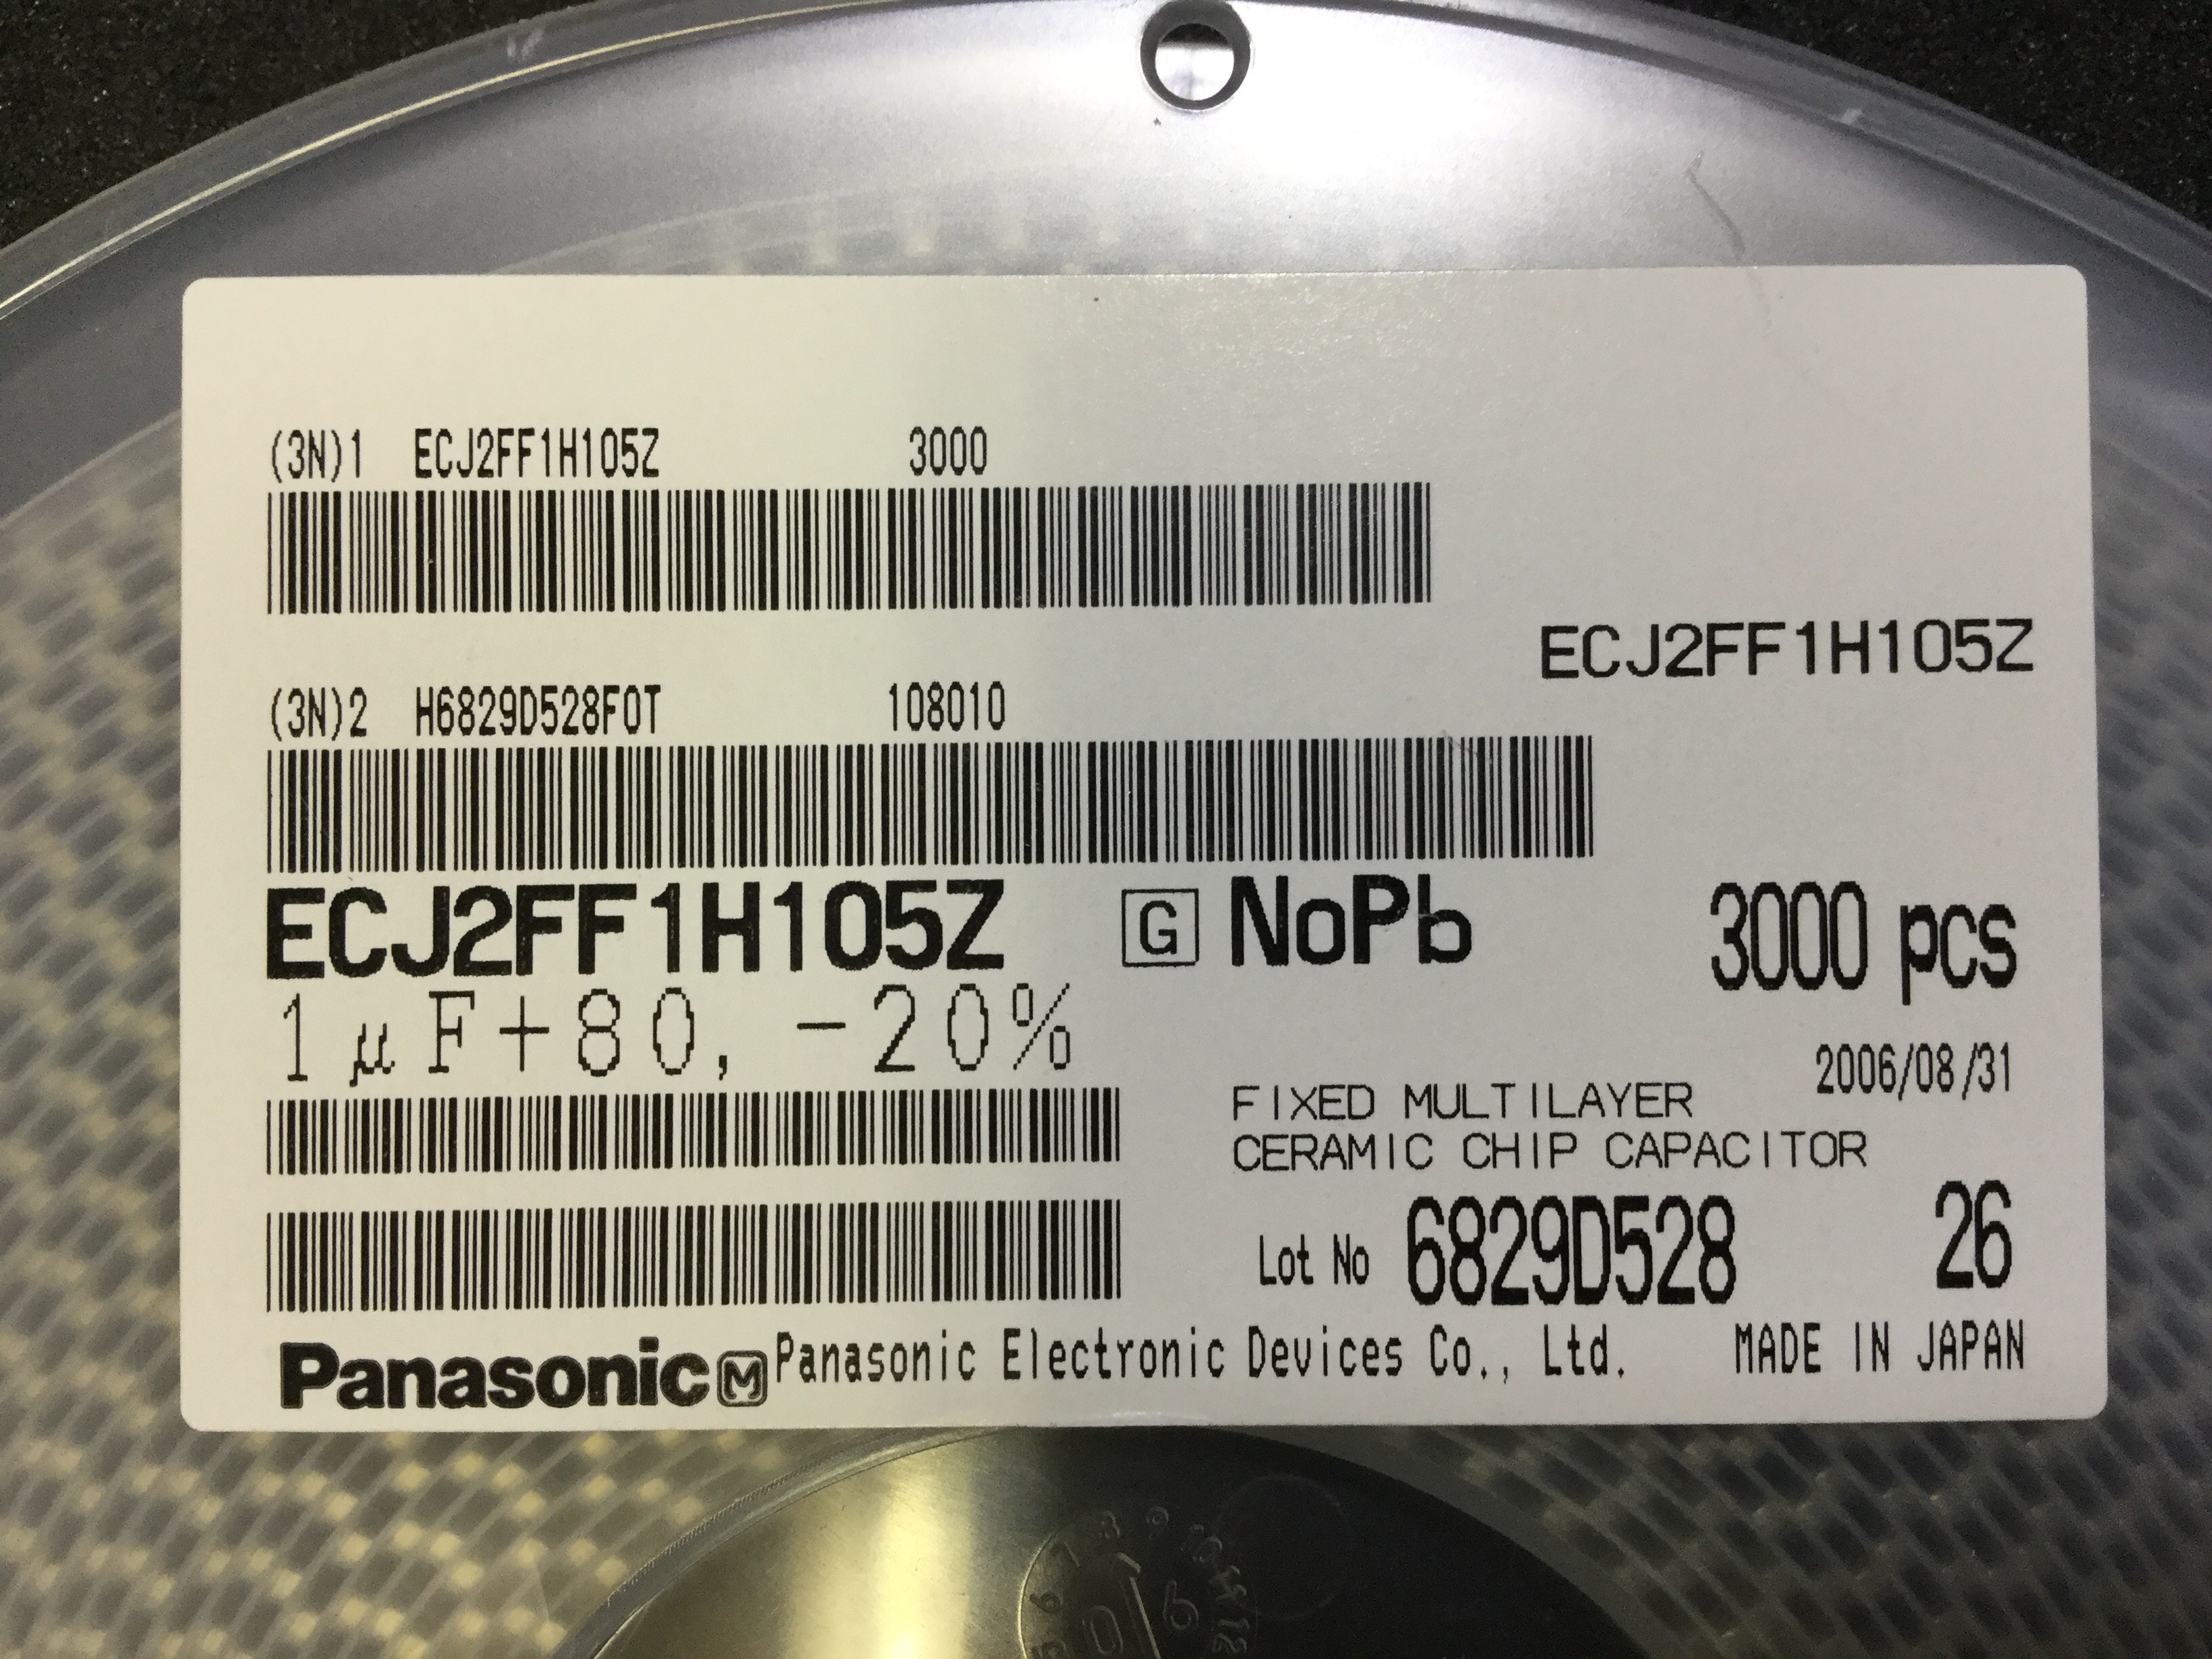 (3N)1 ECJ2FF1H105Z 3000
ECJ2FF1H105Z
(3N)2 H6829D528F0T 108010
ECJ2FF1H105Z G NoPb 3000 pcs
1μF+80, -20%
2006/08/31
FIXED MULTILAYER
CERAMIC CHIP CAPACITOR
Lot No 6829D528 26
Panasonic M Panasonic Electronic Devices Co., Ltd. MADE IN JAPAN